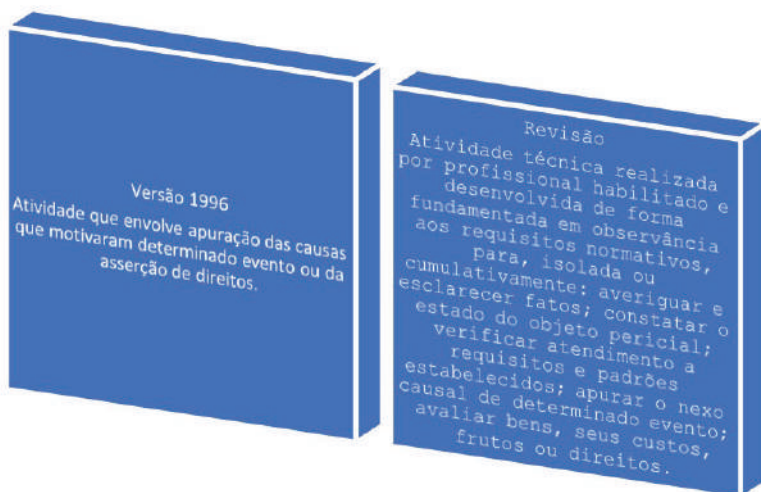 Versão 1996
Atividade que envolve apuração das causas
que motivaram determinado evento ou da
asserção de direitos.
Revisão
Atividade técnica realizada
por profissional habilitado e
desenvolvida de forma
fundamentada em observância
aos requisitos normativos,
para, isolada ou
cumulativamente: averiguar e
esclarecer fatos; constatar o
estado do objeto pericial;
verificar atendimento a
requisitos e padrões
estabelecidos; apurar o nexo
causal de determinado evento;
avaliar bens, seus custos,
frutos ou direitos.